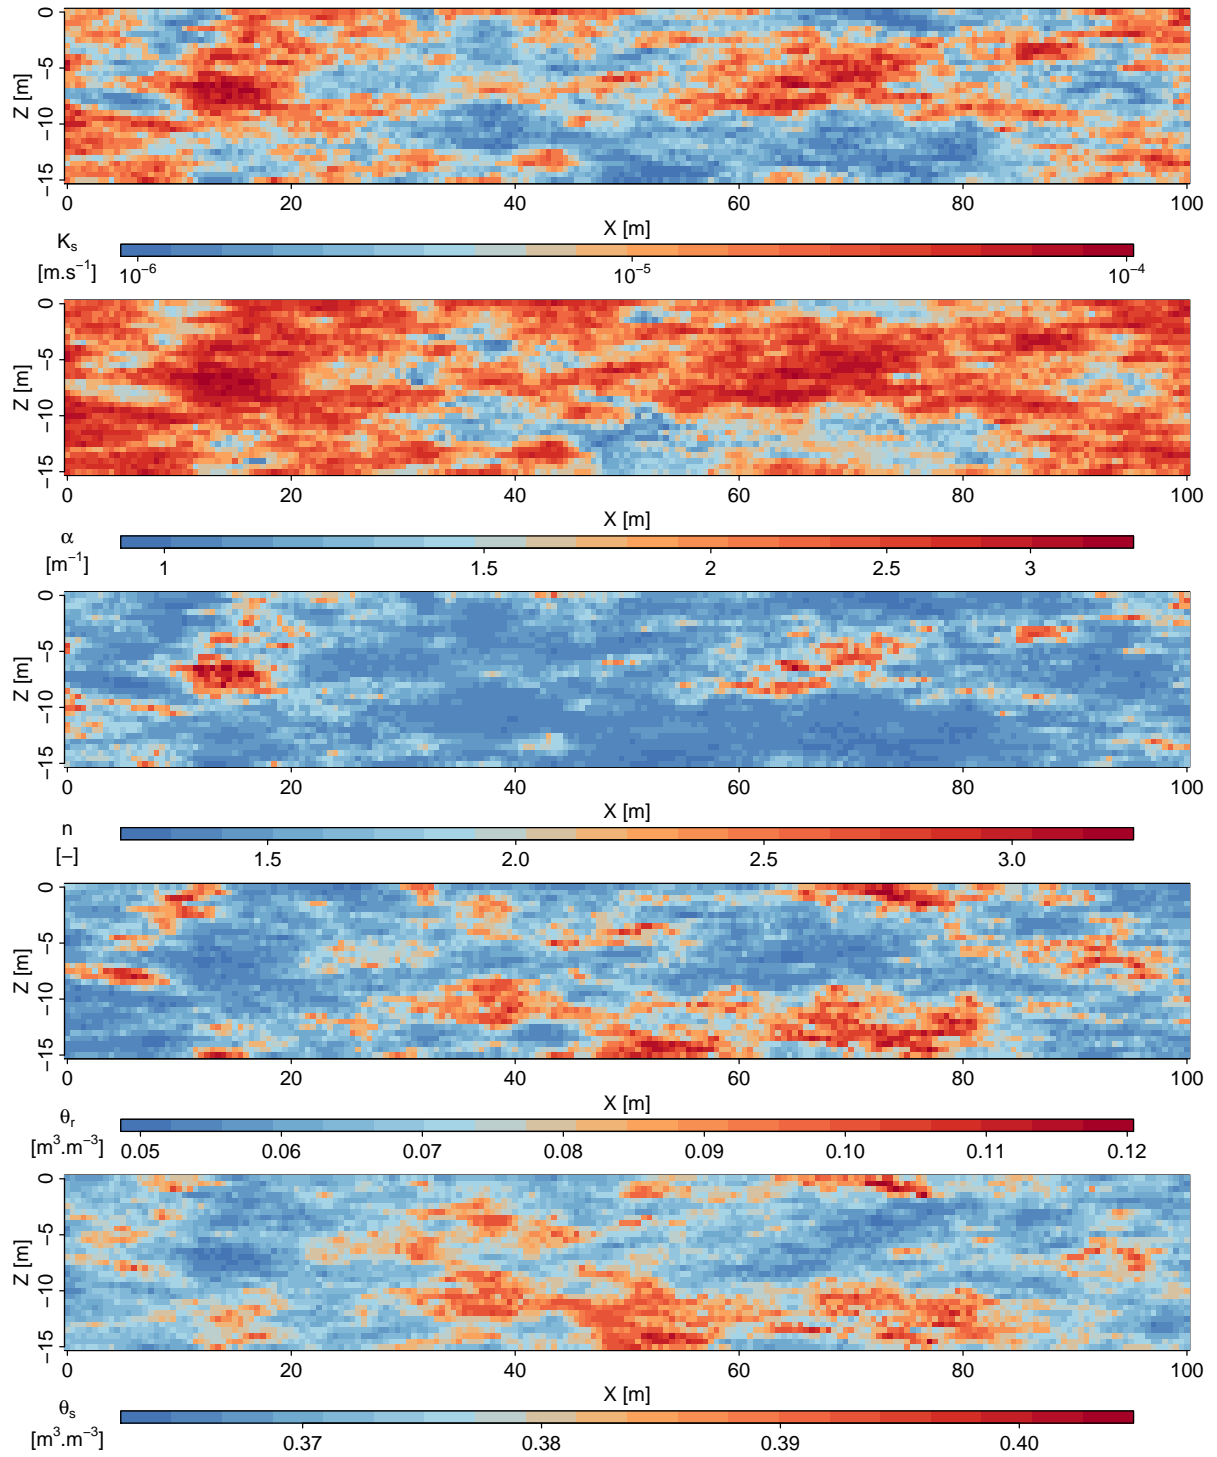 0
−5
−10
−15
Z [m]
0 20 40 60 80 100
X [m]
Kₛ
[m.s⁻¹]
10⁻⁶ 10⁻⁵ 10⁻⁴
0
−5
−10
−15
Z [m]
0 20 40 60 80 100
X [m]
α
[m⁻¹]
1 1.5 2 2.5 3
0
−5
−10
−15
Z [m]
0 20 40 60 80 100
X [m]
n
[−]
1.5 2.0 2.5 3.0
0
−5
−10
−15
Z [m]
0 20 40 60 80 100
X [m]
θᵣ
[m³.m⁻³]
0.05 0.06 0.07 0.08 0.09 0.10 0.11 0.12
0
−5
−10
−15
Z [m]
0 20 40 60 80 100
X [m]
θₛ
[m³.m⁻³]
0.37 0.38 0.39 0.40